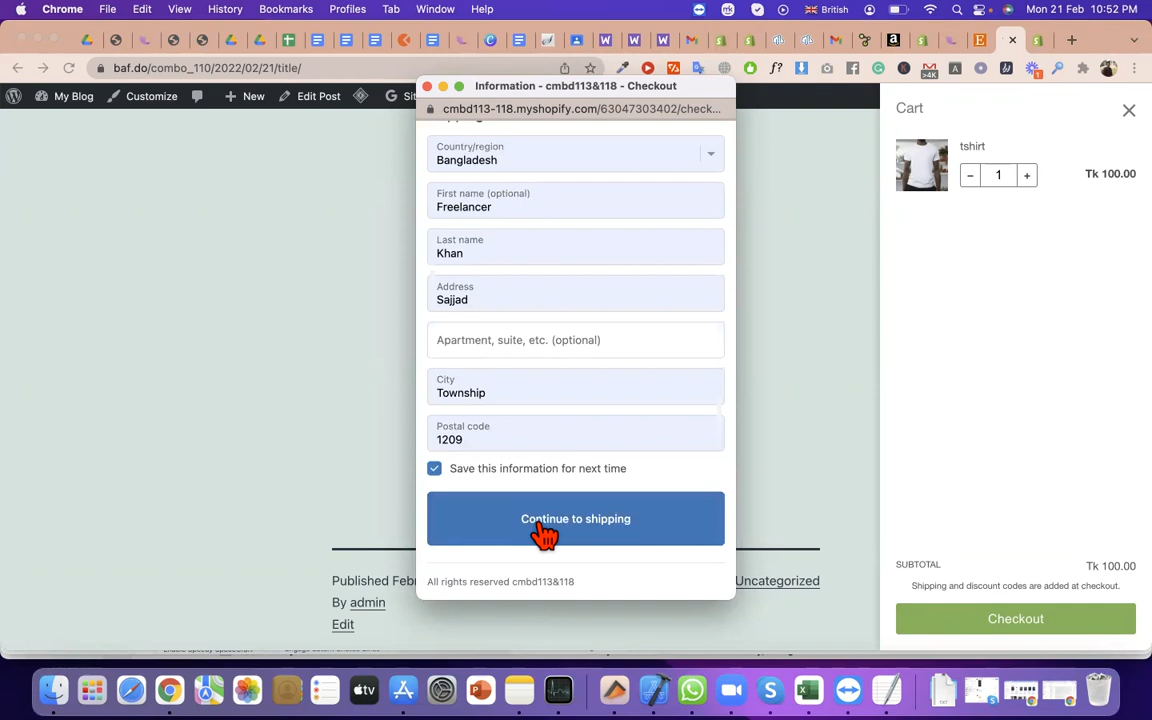 Chrome File Edit View History Bookmarks Profiles Tab Window Help British Mon 21 Feb 10:52 PM
baf.do/combo_110/2022/02/21/title/
My Blog Customize New Edit Post
Information - cmbd113&118 - Checkout
cmbd113-118.myshopify.com/63047303402/check...
Country/region
Bangladesh
First name (optional)
Freelancer
Last name
Khan
Address
Sajjad
Apartment, suite, etc. (optional)
City
Township
Postal code
1209
Save this information for next time
Continue to shipping
All rights reserved cmbd113&118
Uncategorized
By admin
Edit
Cart
tshirt
- 1 +
Tk 100.00
SUBTOTAL Tk 100.00
Shipping and discount codes are added at checkout.
Checkout